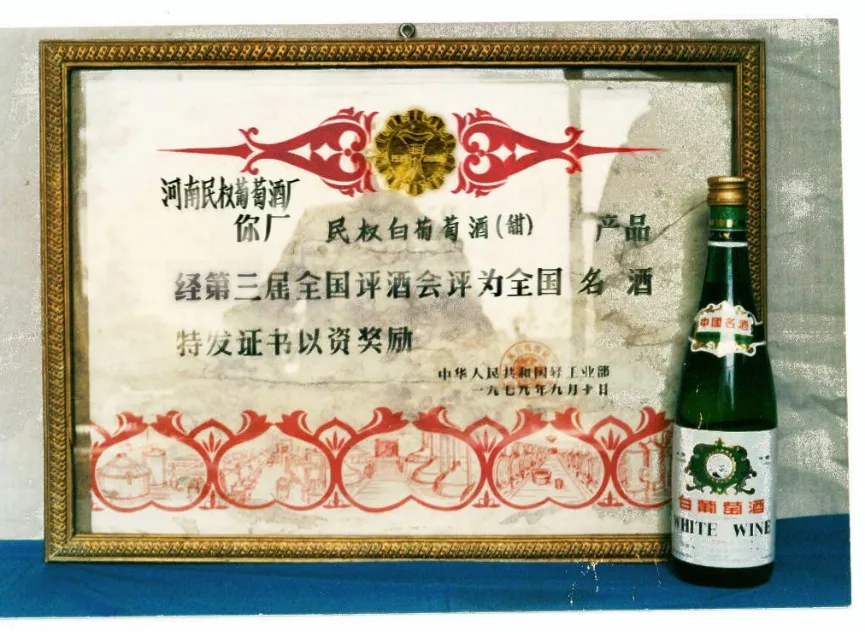 河南民权葡萄酒厂
你厂 民权白葡萄酒(甜) 产品
经第三届全国评酒会评为全国 名 酒
特发证书以资奖励
中华人民共和国轻工业部
一九七九年九月十日
中國名酒
白葡萄酒
WHITE WINE